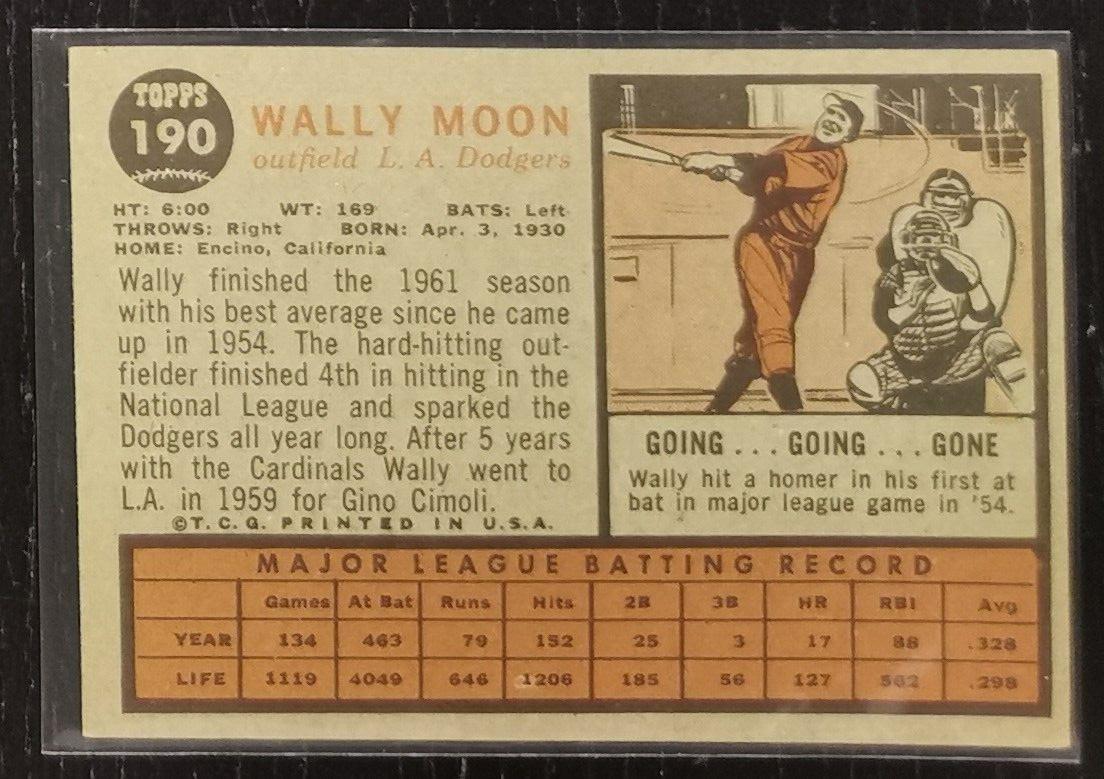 TOPPS
190
WALLY MOON
outfield L. A. Dodgers
HT: 6:00 WT: 169 BATS: Left
THROWS: Right BORN: Apr. 3, 1930
HOME: Encino, California
Wally finished the 1961 season
with his best average since he came
up in 1954. The hard-hitting out-
fielder finished 4th in hitting in the
National League and sparked the
Dodgers all year long. After 5 years
with the Cardinals Wally went to
L.A. in 1959 for Gino Cimoli.
©T.C.G. PRINTED IN U.S.A.
GOING . . . GOING . . . GONE
Wally hit a homer in his first at
bat in major league game in '54.
MAJOR LEAGUE BATTING RECORD
Games At Bat Runs Hits 2B 3B HR RBI Avg
YEAR 134 463 79 152 25 3 17 88 .328
LIFE 1119 4049 646 1206 185 56 127 562 .298